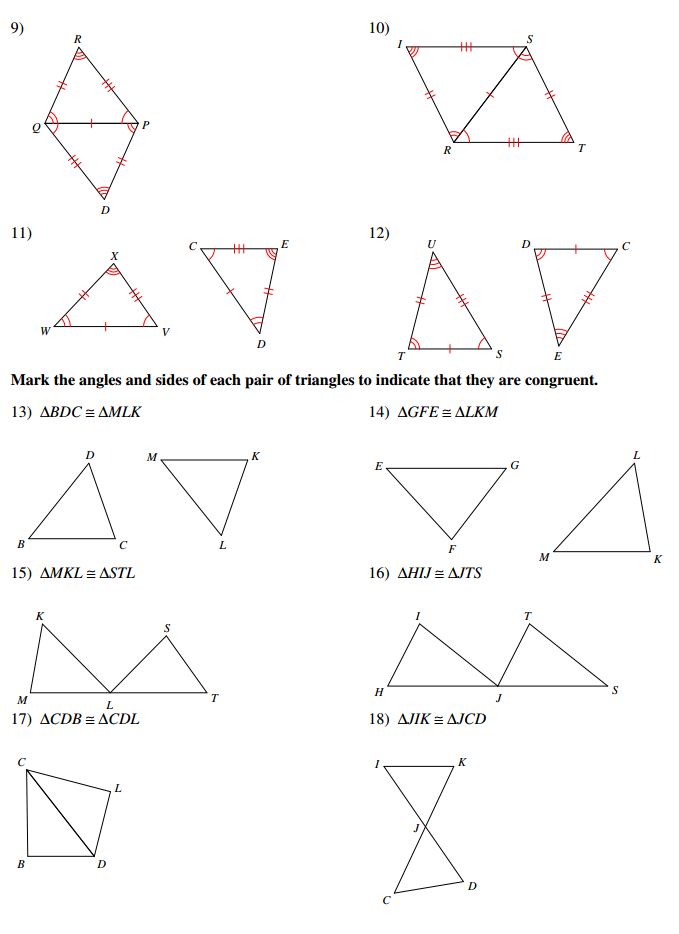 9)
10)
R
Q
P
D
I
S
R
T
11)
12)
X
W
V
C
E
D
U
T
S
D
C
E
Mark the angles and sides of each pair of triangles to indicate that they are congruent.
13) ΔBDC ≅ ΔMLK
14) ΔGFE ≅ ΔLKM
D
B
C
M
K
L
E
G
F
L
M
K
15) ΔMKL ≅ ΔSTL
16) ΔHIJ ≅ ΔJTS
K
S
M
L
T
I
T
H
J
S
17) ΔCDB ≅ ΔCDL
18) ΔJIK ≅ ΔJCD
C
L
B
D
I
K
J
C
D